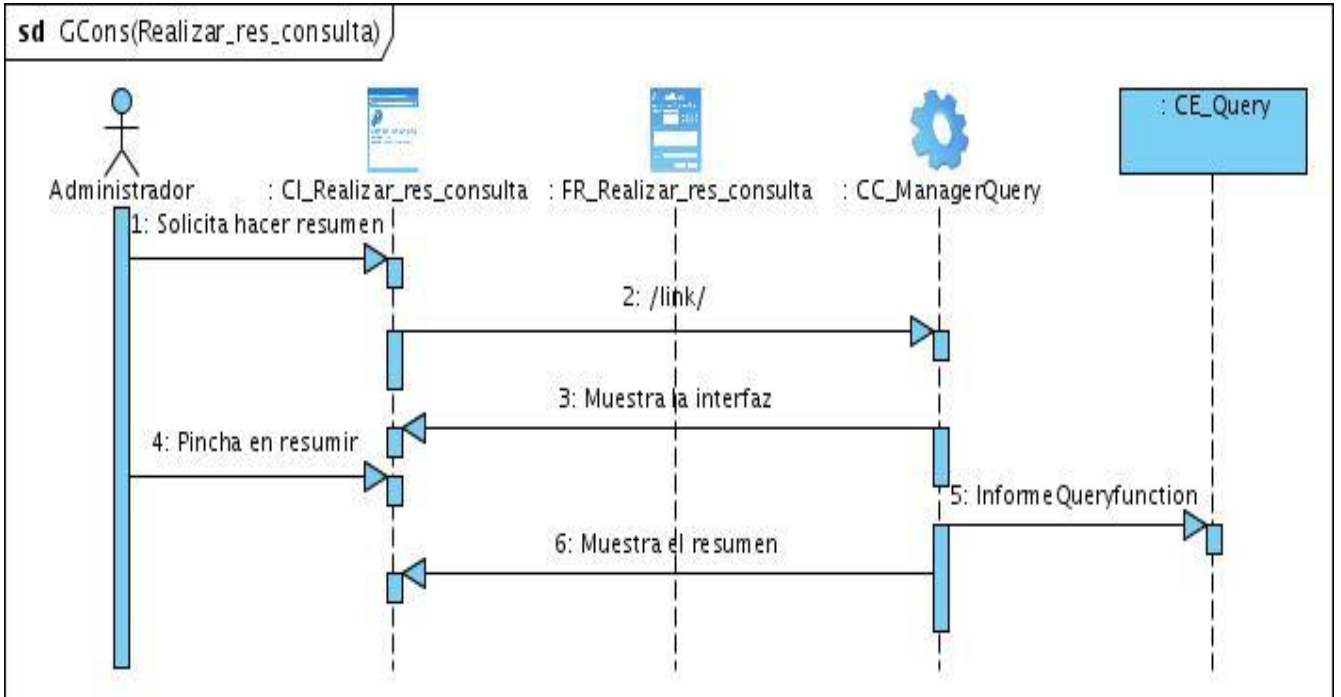 sd GCons(Realizar_res_consulta)
: CE_Query
Administrador
: CI_Realizar_res_consulta
: FR_Realizar_res_consulta
: CC_ManagerQuery
1: Solicita hacer resumen
2: /link/
3: Muestra la interfaz
4: Pincha en resumir
5: InformeQueryfunction
6: Muestra el resumen